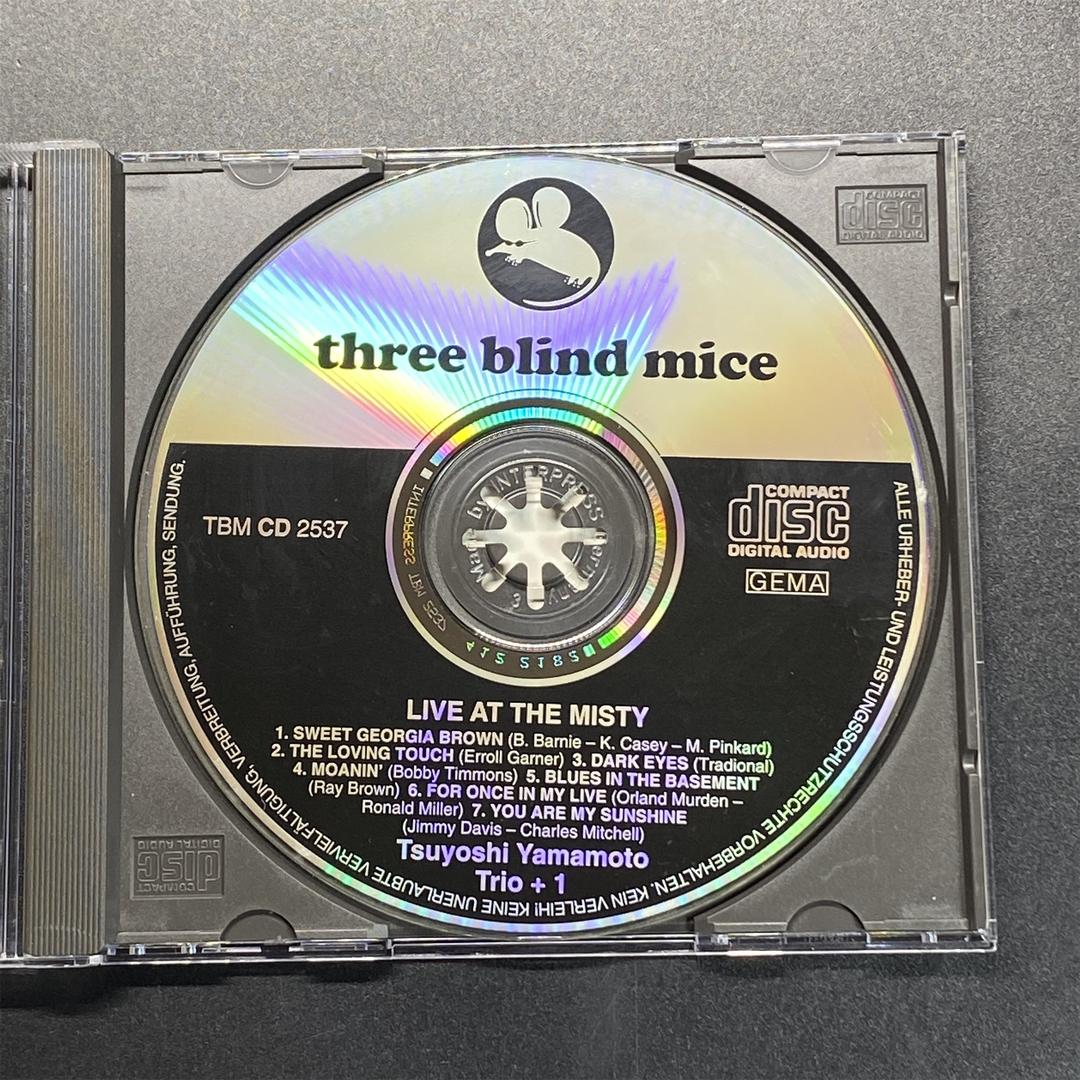 three blind mice
TBM CD 2537
COMPACT
disc
DIGITAL AUDIO
GEMA
LIVE AT THE MISTY
1. SWEET GEORGIA BROWN (B. Barnie – K. Casey – M. Pinkard)
2. THE LOVING TOUCH (Erroll Garner) 3. DARK EYES (Tradional)
4. MOANIN' (Bobby Timmons) 5. BLUES IN THE BASEMENT
(Ray Brown) 6. FOR ONCE IN MY LIVE (Orland Murden –
Ronald Miller) 7. YOU ARE MY SUNSHINE
(Jimmy Davis – Charles Mitchell)
Tsuyoshi Yamamoto
Trio + 1
ALLE URHEBER- UND LEISTUNGSSCHUTZRECHTE VORBEHALTEN. KEIN VERLEIH! KEINE UNERLAUBTE VERVIELFÄLTIGUNG, VERBREITUNG, AUFFÜHRUNG, SENDUNG.
COMPACT
disc
DIGITAL AUDIO
COMPACT
disc
DIGITAL AUDIO
by INTERPRESS
INTERPRESS